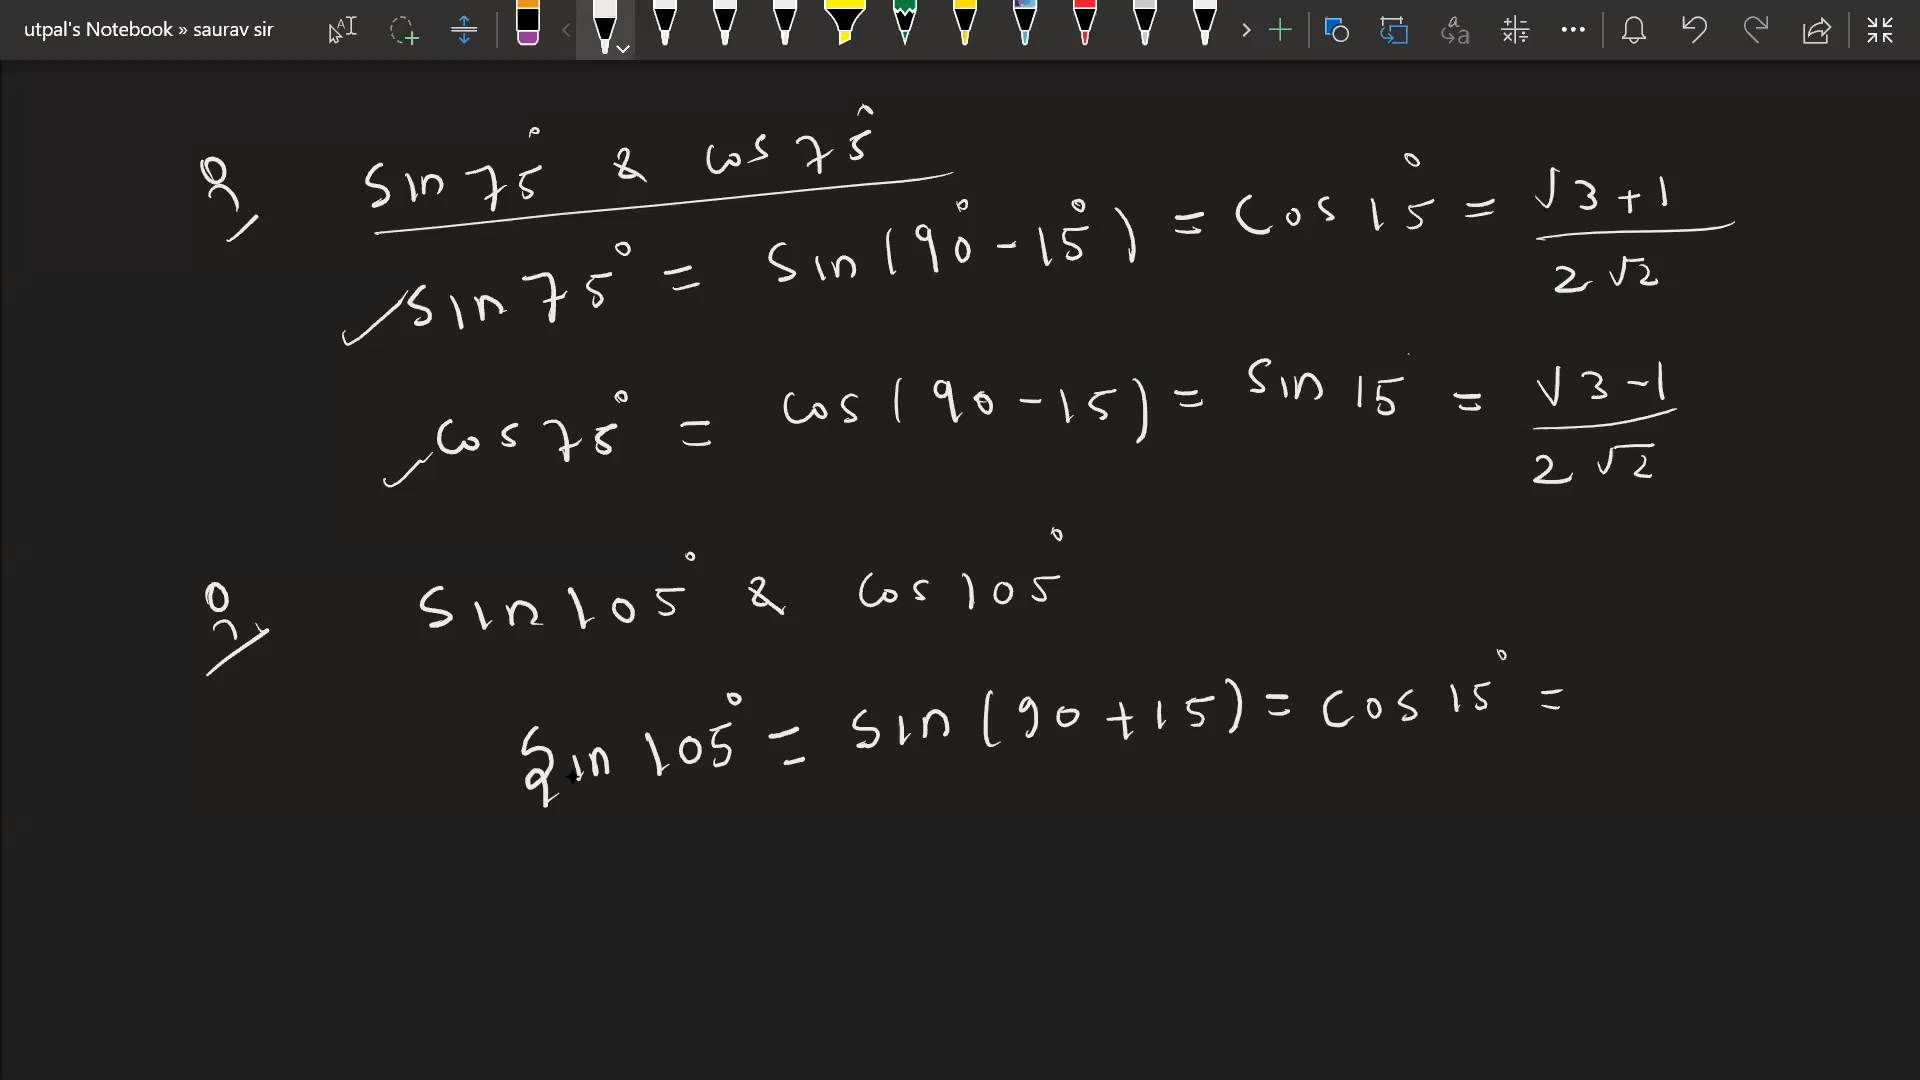 utpal's Notebook » saurav sir
Q, sin 75° & cos 75°
sin 75° = sin (90° - 15°) = cos 15° = √3+1 / 2√2
cos 75° = cos (90 - 15) = sin 15 = √3-1 / 2√2
Q sin 105° & cos 105°
sin 105° = sin (90 + 15) = cos 15° =